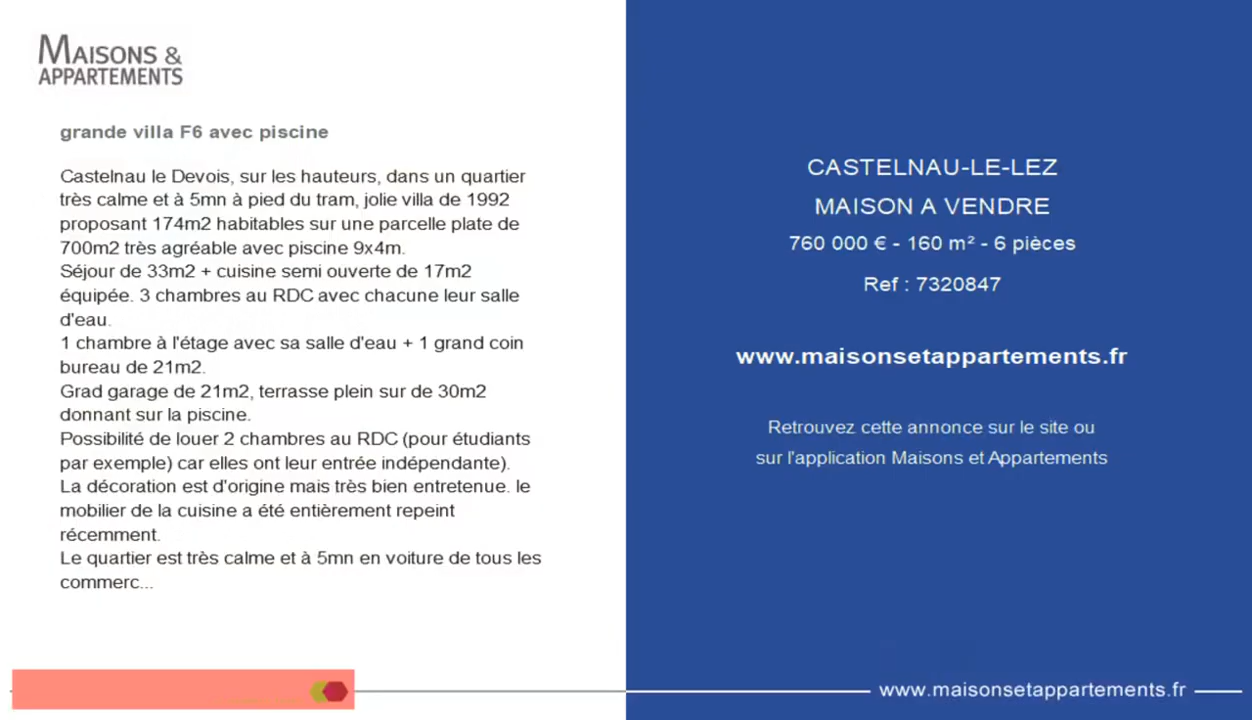 MAISONS &
APPARTEMENTS
grande villa F6 avec piscine
Castelnau le Devois, sur les hauteurs, dans un quartier
très calme et à 5mn à pied du tram, jolie villa de 1992
proposant 174m2 habitables sur une parcelle plate de
700m2 très agréable avec piscine 9x4m.
Séjour de 33m2 + cuisine semi ouverte de 17m2
équipée. 3 chambres au RDC avec chacune leur salle
d'eau.
1 chambre à l'étage avec sa salle d'eau + 1 grand coin
bureau de 21m2.
Grad garage de 21m2, terrasse plein sur de 30m2
donnant sur la piscine.
Possibilité de louer 2 chambres au RDC (pour étudiants
par exemple) car elles ont leur entrée indépendante).
La décoration est d'origine mais très bien entretenue. le
mobilier de la cuisine a été entièrement repeint
récemment.
Le quartier est très calme et à 5mn en voiture de tous les
commerc...
CASTELNAU-LE-LEZ
MAISON A VENDRE
760 000 € - 160 m² - 6 pièces
Ref : 7320847
www.maisonsetappartements.fr
Retrouvez cette annonce sur le site ou
sur l'application Maisons et Appartements
www.maisonsetappartements.fr